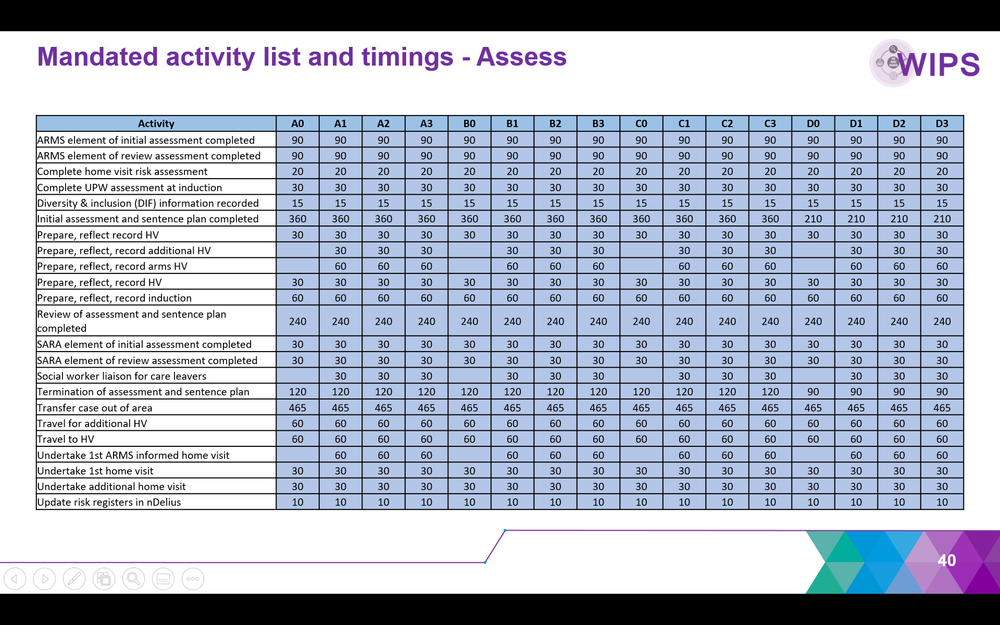 Mandated activity list and timings - Assess
WIPS
Activity A0 A1 A2 A3 B0 B1 B2 B3 C0 C1 C2 C3 D0 D1 D2 D3
ARMS element of initial assessment completed 90 90 90 90 90 90 90 90 90 90 90 90 90 90 90 90
ARMS element of review assessment completed 90 90 90 90 90 90 90 90 90 90 90 90 90 90 90 90
Complete home visit risk assessment 20 20 20 20 20 20 20 20 20 20 20 20 20 20 20 20
Complete UPW assessment at induction 30 30 30 30 30 30 30 30 30 30 30 30 30 30 30 30
Diversity & inclusion (DIF) information recorded 15 15 15 15 15 15 15 15 15 15 15 15 15 15 15 15
Initial assessment and sentence plan completed 360 360 360 360 360 360 360 360 360 360 360 360 210 210 210 210
Prepare, reflect record HV 30 30 30 30 30 30 30 30 30 30 30 30 30 30 30 30
Prepare, reflect, record additional HV 30 30 30 30 30 30 30 30 30 30 30 30
Prepare, reflect, record arms HV 60 60 60 60 60 60 60 60 60 60 60 60
Prepare, reflect, record HV 30 30 30 30 30 30 30 30 30 30 30 30 30 30 30 30
Prepare, reflect, record induction 60 60 60 60 60 60 60 60 60 60 60 60 60 60 60 60
Review of assessment and sentence plan
completed 240 240 240 240 240 240 240 240 240 240 240 240 240 240 240 240
SARA element of initial assessment completed 30 30 30 30 30 30 30 30 30 30 30 30 30 30 30 30
SARA element of review assessment completed 30 30 30 30 30 30 30 30 30 30 30 30 30 30 30 30
Social worker liaison for care leavers 30 30 30 30 30 30 30 30 30 30 30 30
Termination of assessment and sentence plan 120 120 120 120 120 120 120 120 120 120 120 120 90 90 90 90
Transfer case out of area 465 465 465 465 465 465 465 465 465 465 465 465 465 465 465 465
Travel for additional HV 60 60 60 60 60 60 60 60 60 60 60 60 60 60 60 60
Travel to HV 60 60 60 60 60 60 60 60 60 60 60 60 60 60 60 60
Undertake 1st ARMS informed home visit 60 60 60 60 60 60 60 60 60 60 60 60
Undertake 1st home visit 30 30 30 30 30 30 30 30 30 30 30 30 30 30 30 30
Undertake additional home visit 30 30 30 30 30 30 30 30 30 30 30 30 30 30 30 30
Update risk registers in nDelius 10 10 10 10 10 10 10 10 10 10 10 10 10 10 10 10
40